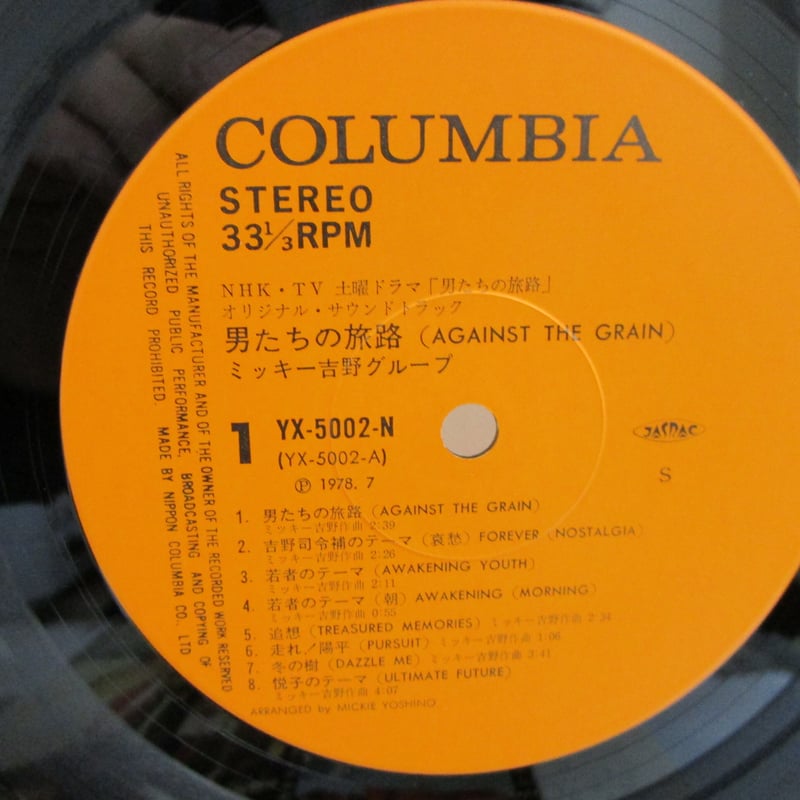 COLUMBIA
STEREO
33⅓RPM
NHK・TV 土曜ドラマ「男たちの旅路」
オリジナル・サウンドトラック
男たちの旅路 (AGAINST THE GRAIN)
ミッキー吉野グループ
1 YX-5002-N
(YX-5002-A)
Ⓟ 1978. 7
JASRAC
S
1. 男たちの旅路 (AGAINST THE GRAIN)
ミッキー吉野作曲 2:39
2. 吉野司令補のテーマ (哀愁) FOREVER (NOSTALGIA)
ミッキー吉野作曲 2:26
3. 若者のテーマ (AWAKENING YOUTH)
ミッキー吉野作曲 2:11
4. 若者のテーマ (朝) AWAKENING (MORNING)
ミッキー吉野作曲 0:55
5. 追想 (TREASURED MEMORIES) ミッキー吉野作曲 2:34
6. 走れ!陽平 (PURSUIT) ミッキー吉野作曲 1:06
7. 冬の樹 (DAZZLE ME) ミッキー吉野作曲 3:41
8. 悦子のテーマ (ULTIMATE FUTURE)
ミッキー吉野作曲 4:07
ARRANGED by MICKIE YOSHINO
ALL RIGHTS OF THE MANUFACTURER AND OF THE OWNER OF THE RECORDED WORK RESERVED
UNAUTHORIZED PUBLIC PERFORMANCE, BROADCASTING AND COPYING OF
THIS RECORD PROHIBITED. MADE BY NIPPON COLUMBIA CO. LTD